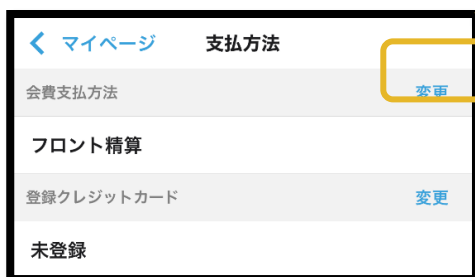 マイページ 支払方法
会費支払方法 変更
フロント精算
登録クレジットカード 変更
未登録